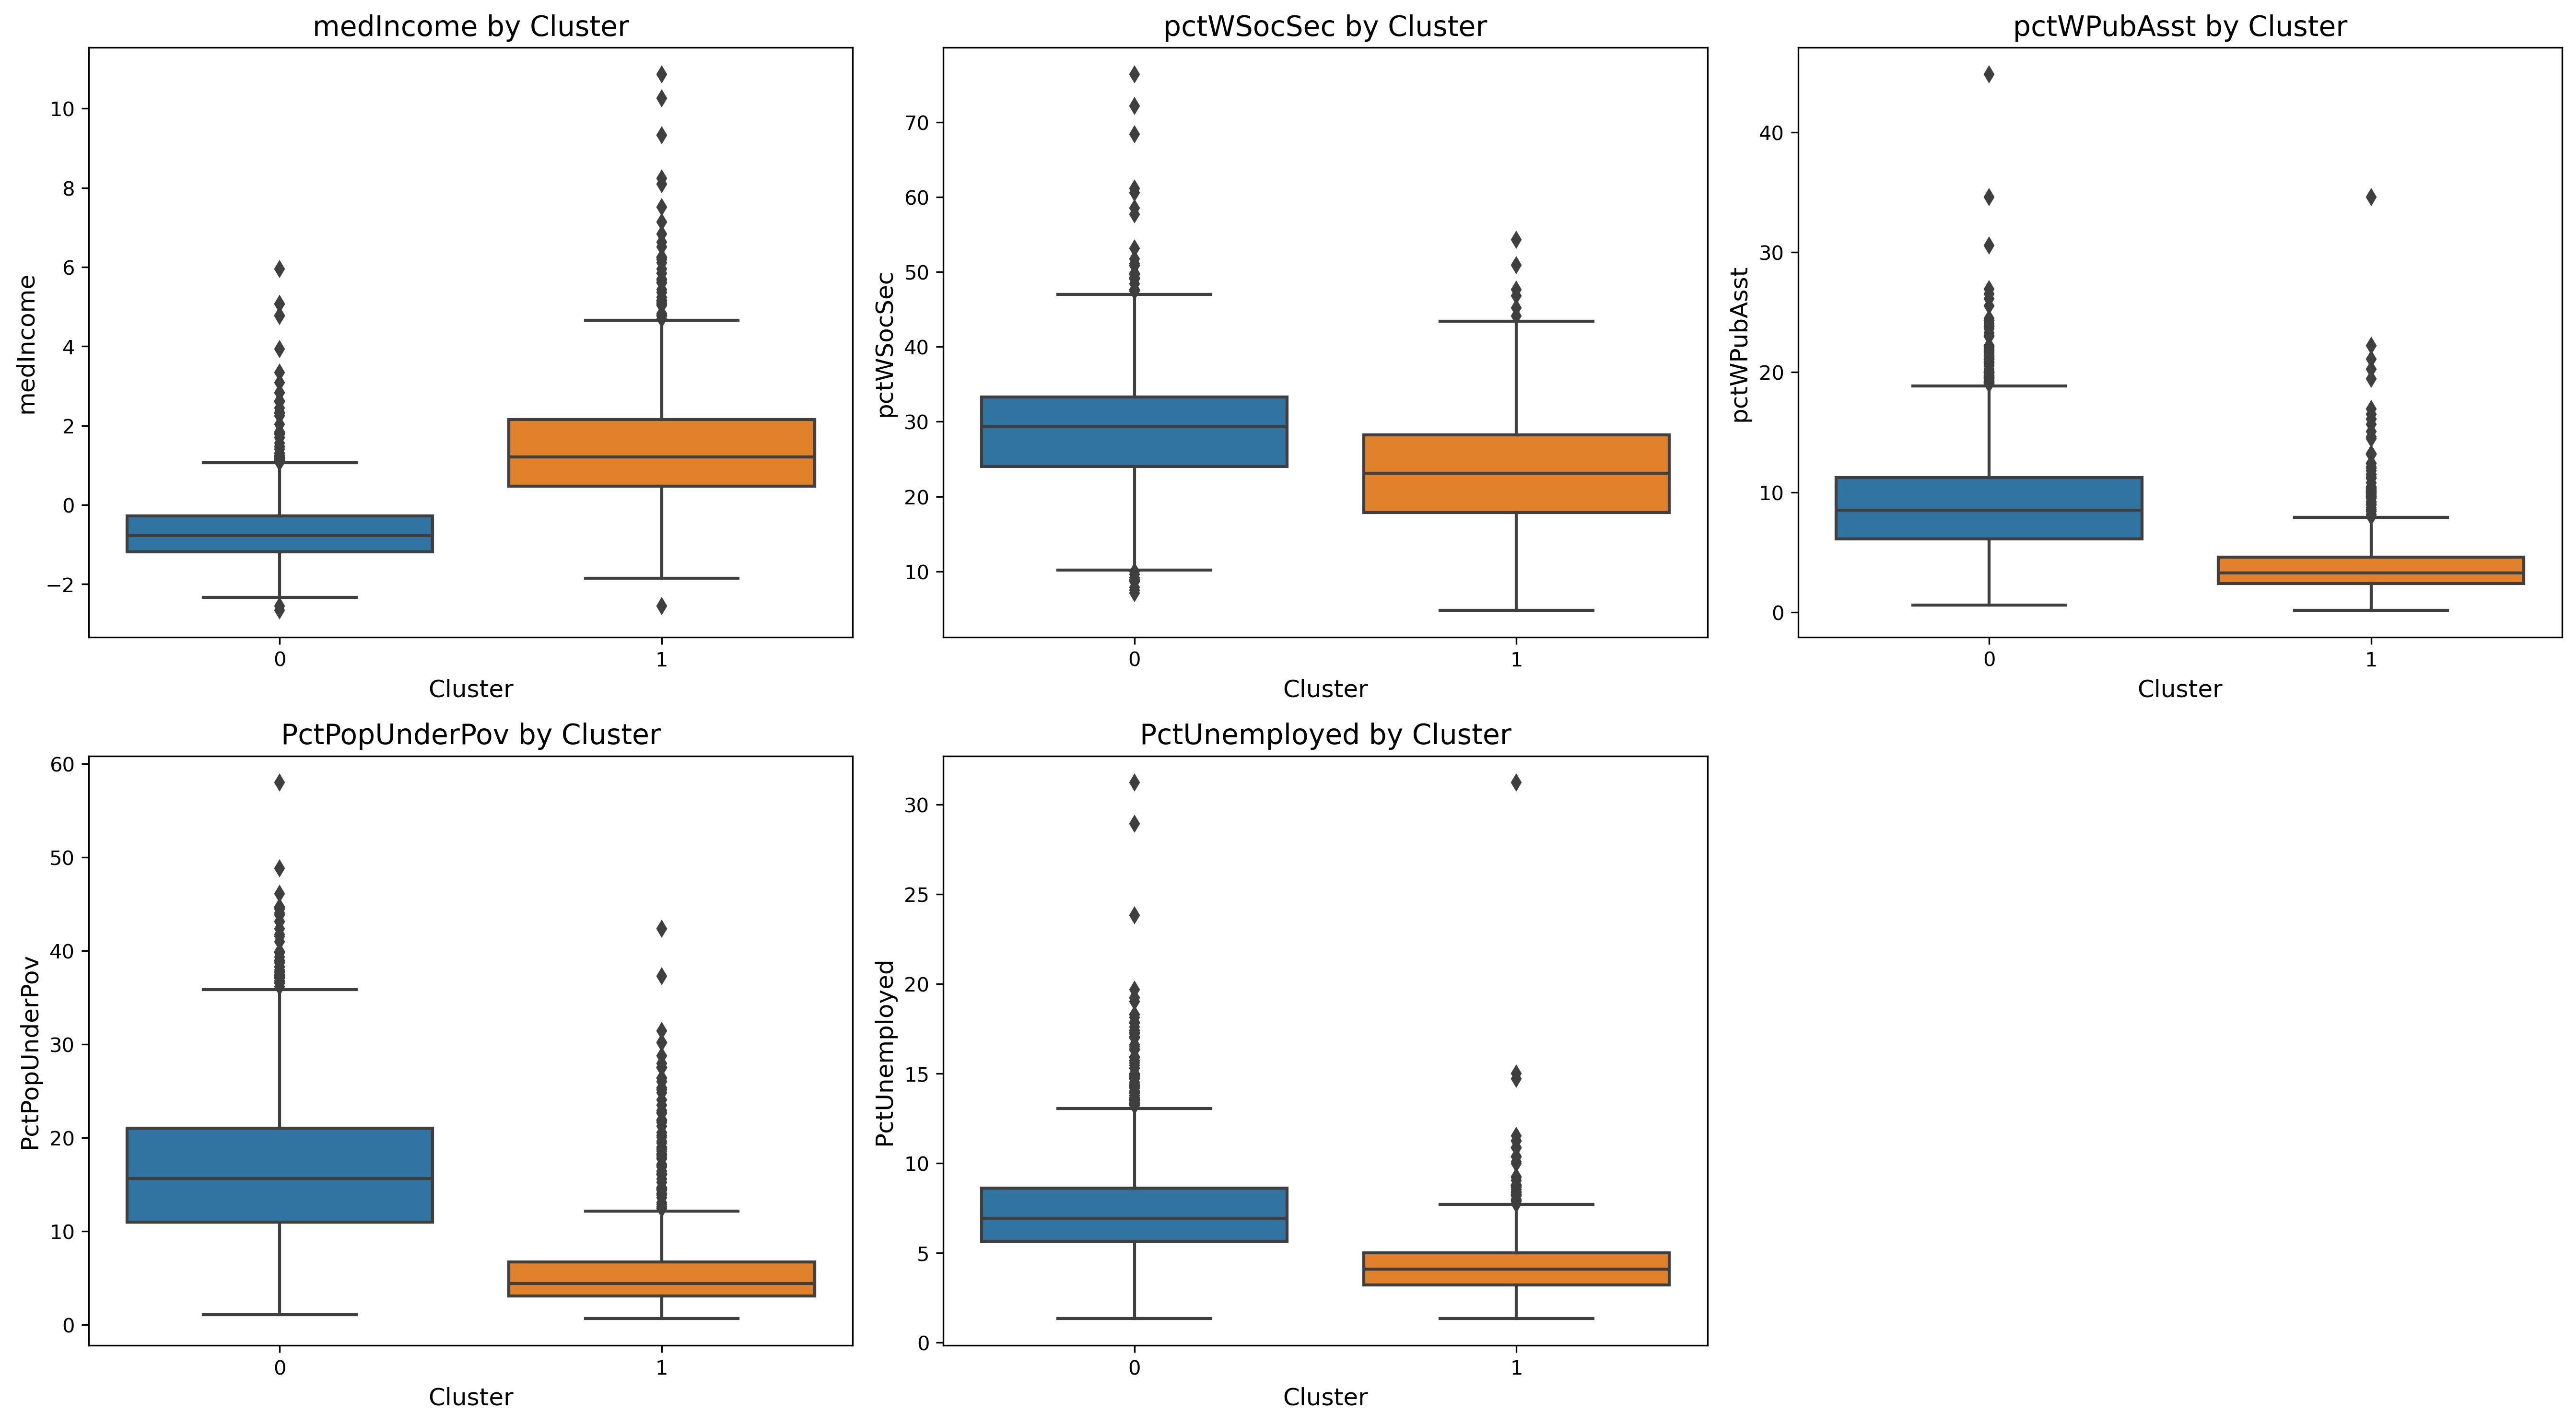 medIncome by Cluster
medIncome
10
8
6
4
2
0
−2
0
1
Cluster
pctWSocSec by Cluster
pctWSocSec
70
60
50
40
30
20
10
0
1
Cluster
pctWPubAsst by Cluster
pctWPubAsst
40
30
20
10
0
0
1
Cluster
PctPopUnderPov by Cluster
PctPopUnderPov
60
50
40
30
20
10
0
0
1
Cluster
PctUnemployed by Cluster
PctUnemployed
30
25
20
15
10
5
0
0
1
Cluster